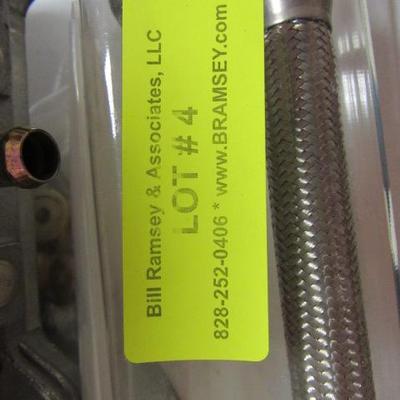 Bill Ramsey & Associates, LLC
LOT # 4
828-252-0406 * www.BRAMSEY.com